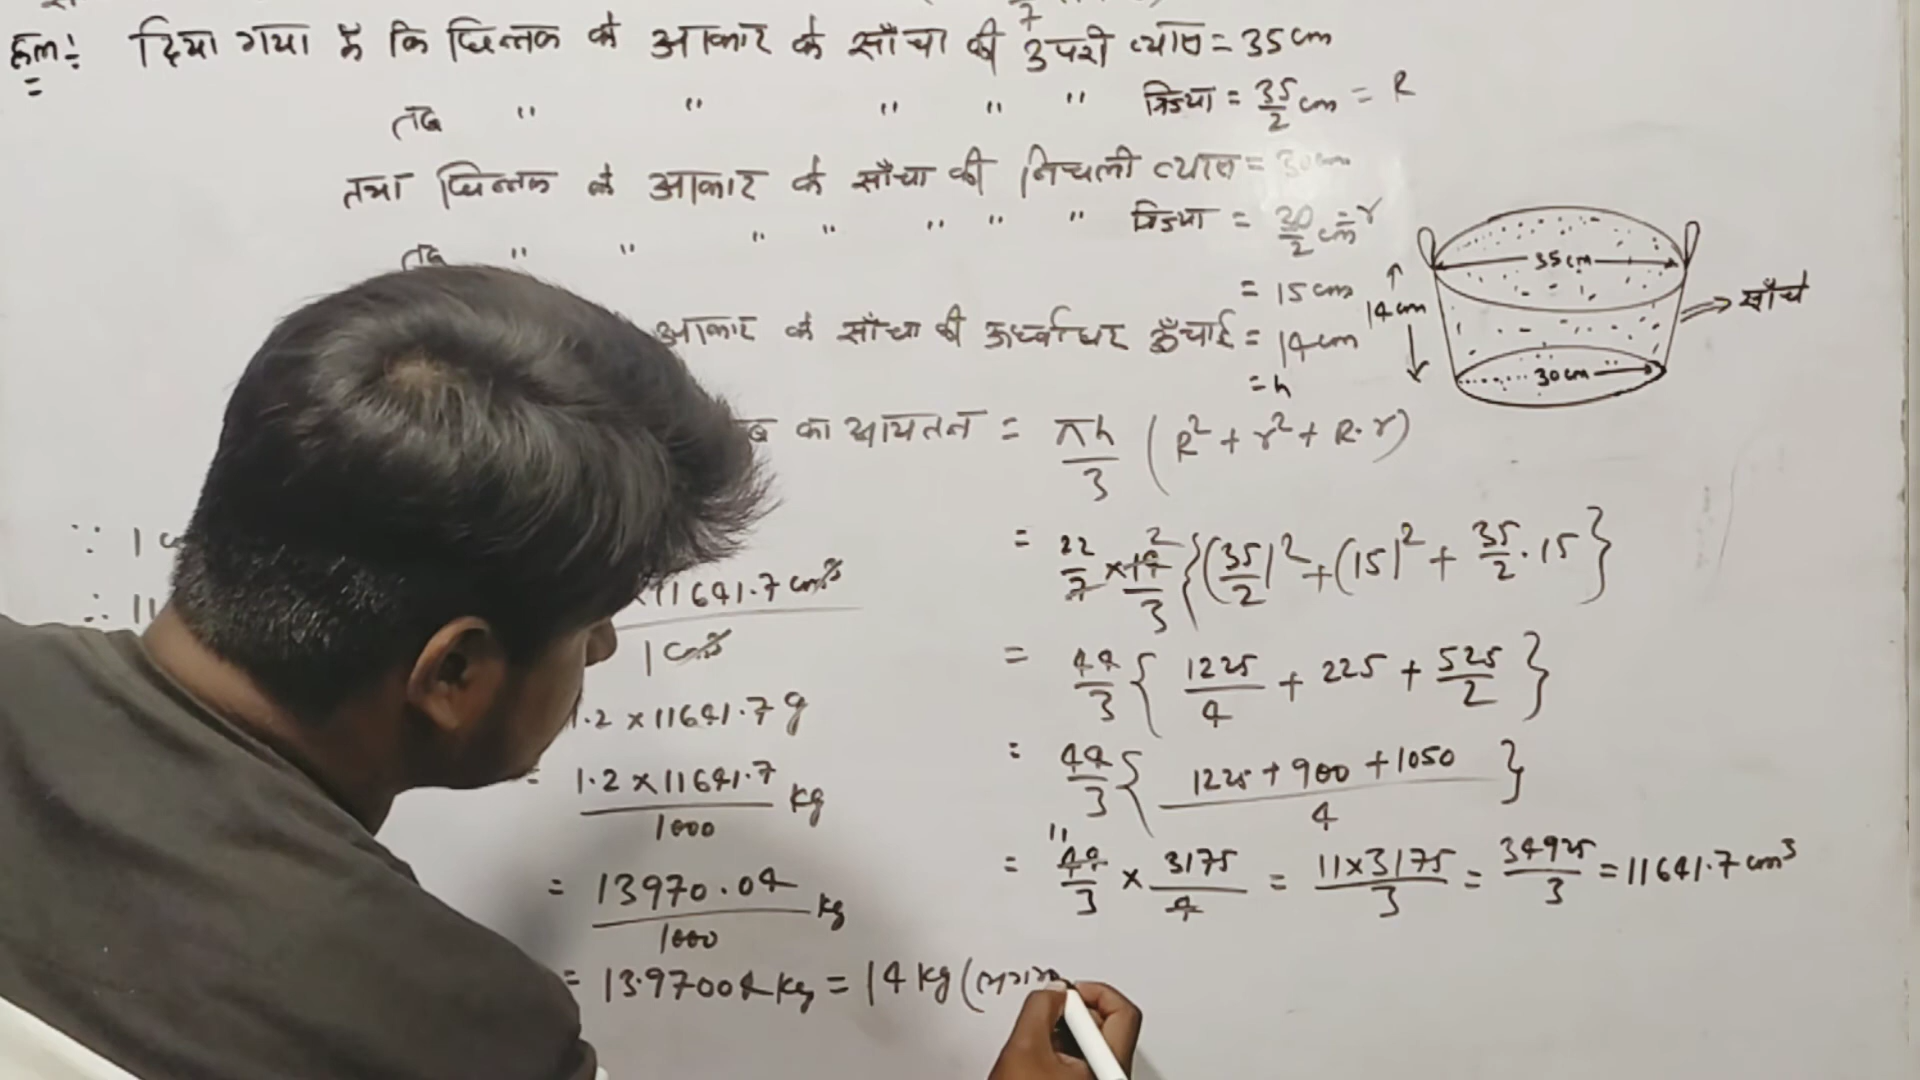 हलः दिया गया है कि छिन्नक के आकार के साँचा की उपरी व्यास = 35 cm
तब " " " " " त्रिज्या = 35/2 cm = R
तथा छिन्नक के आकार के साँचा की निचली व्यास = 30 cm
तब " " " " " " " त्रिज्या = 30/2 cm = r
= 15 cm
आकार के साँचा की ऊर्ध्वाधर ऊँचाई = 14 cm
= h
का आयतन = πh/3 (R² + r² + R.r)
= 22/7 × 14/3 {(35/2)² + (15)² + 35/2 . 15}
= 44/3 {1225/4 + 225 + 525/2}
= 44/3 {1225 + 900 + 1050 / 4}
= 44/3 × 3175/4 = 11×3175/3 = 34925/3 = 11641.7 cm³
∵ 1
∴ 11
×11641.7 cm³ / 1 cm³
1.2 × 11641.7 g
= 1.2 × 11641.7 / 1000 kg
= 13970.04 / 1000 kg
= 13.97004 kg = 14 kg (लगभग
35 cm
14 cm
30 cm
साँचा